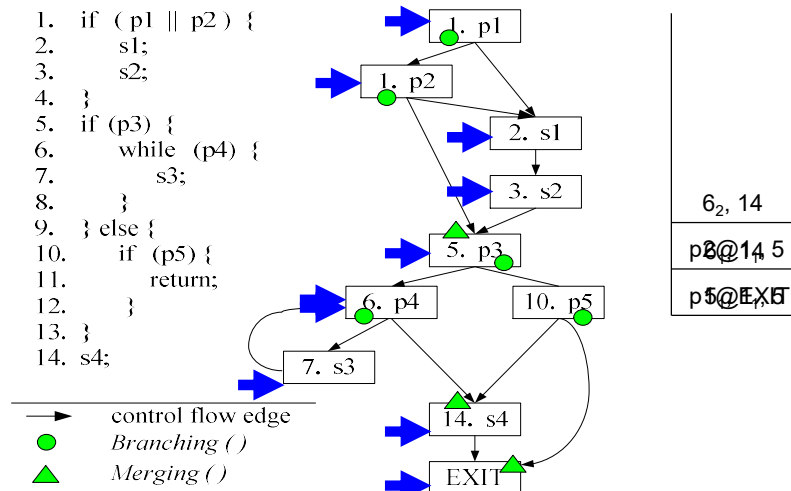 1. if ( p1 || p2 ) {
2. s1;
3. s2;
4. }
5. if (p3) {
6. while (p4) {
7. s3;
8. }
9. } else {
10. if (p5) {
11. return;
12. }
13. }
14. s4;
control flow edge
Branching ( )
Merging ( )
1. p1
1. p2
2. s1
3. s2
5. p3
6. p4
10. p5
7. s3
14. s4
EXIT
6₂, 14